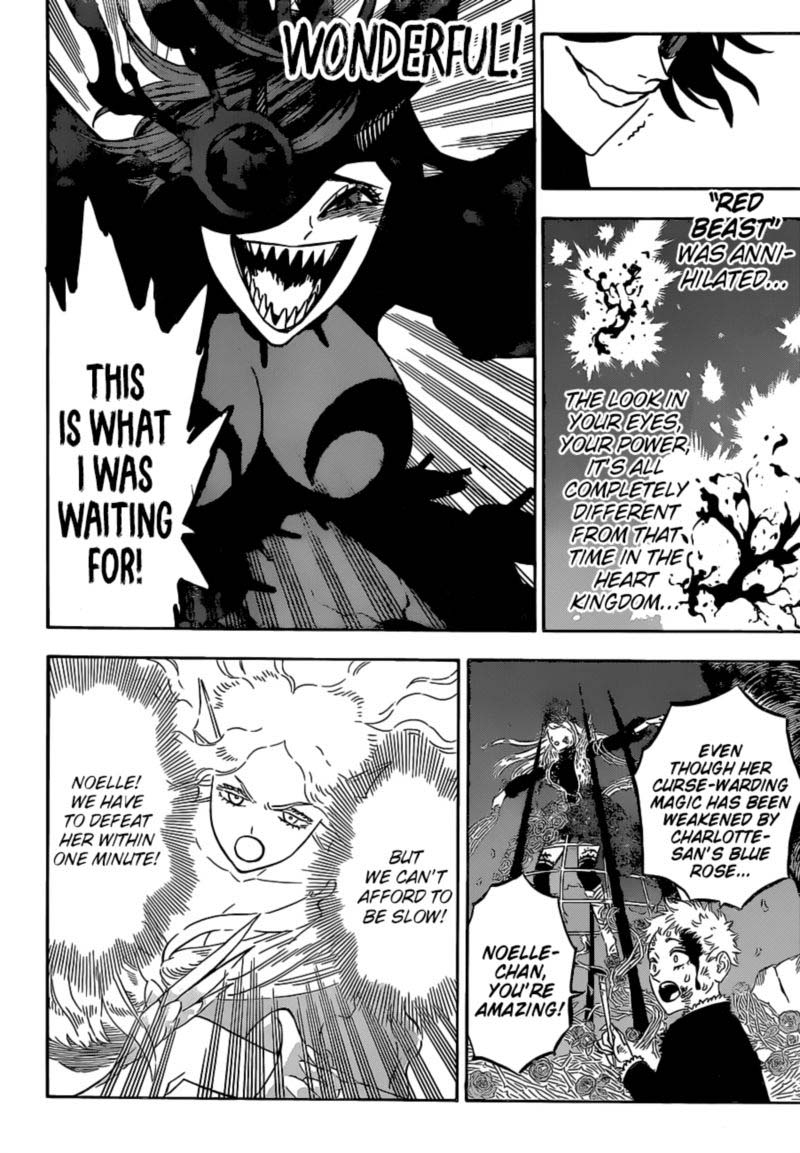 "RED
BEAST"
WAS ANNI-
HILATED...
THE LOOK IN
YOUR EYES,
YOUR POWER,
IT'S ALL
COMPLETELY
DIFFERENT
FROM THAT
TIME IN THE
HEART
KINGDOM...
WONDERFUL!
THIS
IS WHAT
I WAS
WAITING
FOR!
EVEN
THOUGH HER
CURSE-WARDING
MAGIC HAS BEEN
WEAKENED BY
CHARLOTTE-
SAN'S BLUE
ROSE...
NOELLE-
CHAN,
YOU'RE
AMAZING!
BUT
WE CAN'T
AFFORD TO
BE SLOW!
NOELLE!
WE HAVE
TO DEFEAT
HER WITHIN
ONE MINUTE!